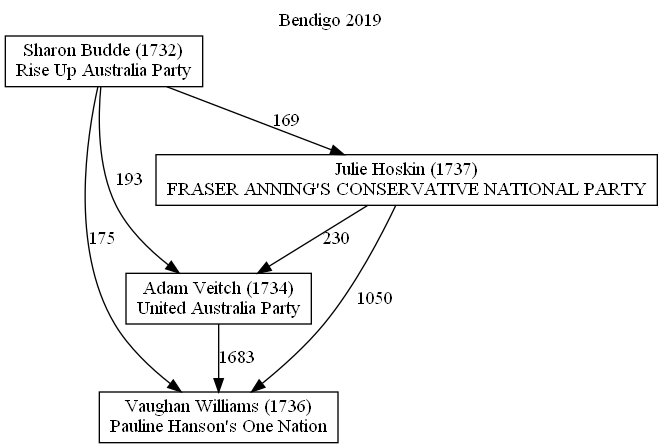 Bendigo 2019
Sharon Budde (1732)
Rise Up Australia Party
169
Julie Hoskin (1737)
FRASER ANNING'S CONSERVATIVE NATIONAL PARTY
193
175
230
Adam Veitch (1734)
United Australia Party
1050
1683
Vaughan Williams (1736)
Pauline Hanson's One Nation